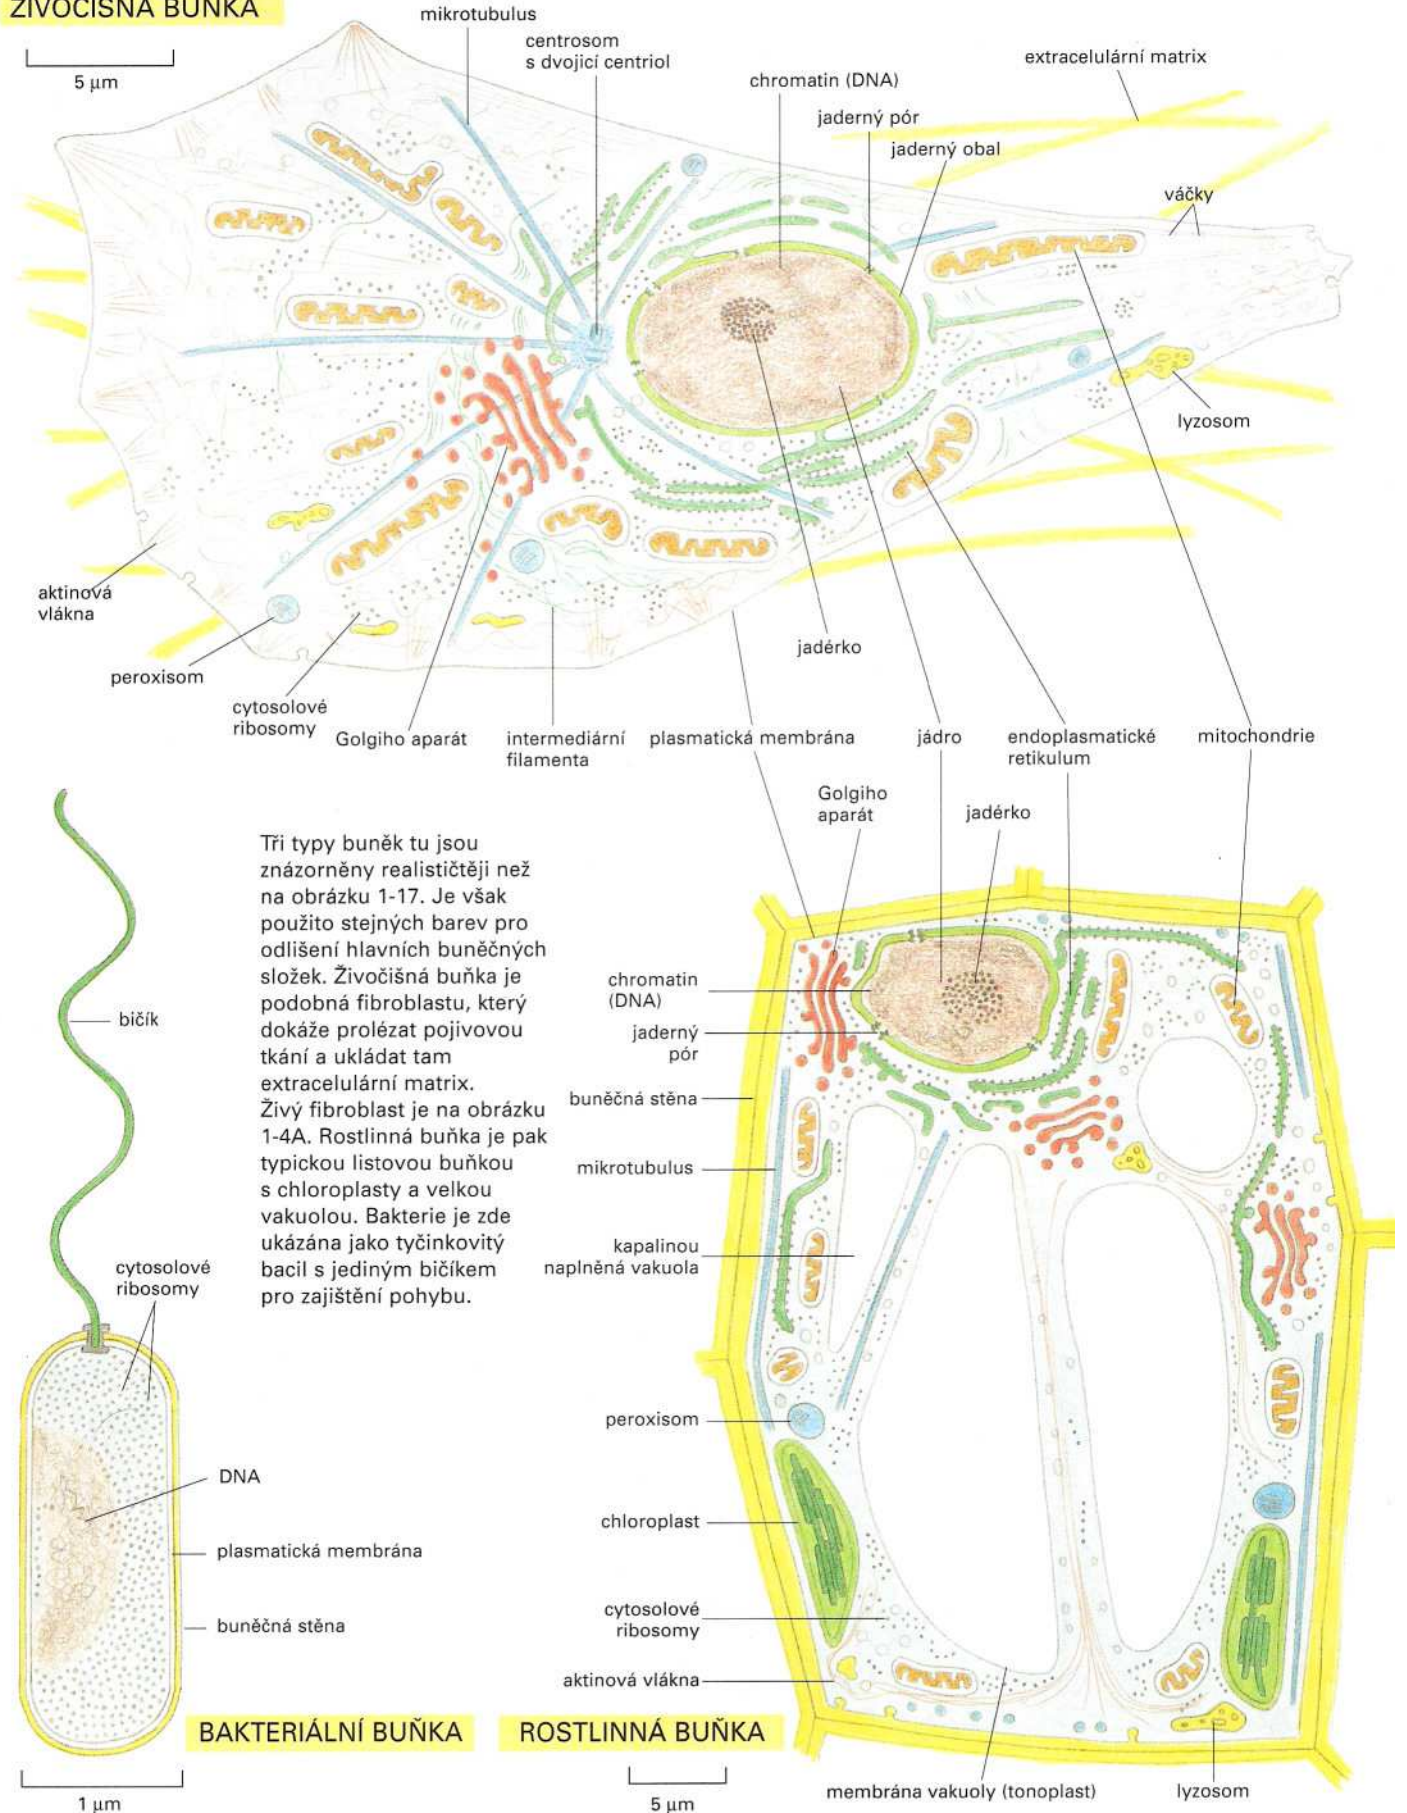 ŽIVOČIŠNÁ BUŇKA
5 µm
mikrotubulus
centrosom
s dvojicí centriol
chromatin (DNA)
jaderný pór
jaderný obal
extracelulární matrix
váčky
lyzosom
aktinová
vlákna
peroxisom
cytosolové
ribosomy
Golgiho aparát
intermediární
filamenta
plasmatická membrána
jadérko
jádro
endoplasmatické
retikulum
mitochondrie
Tři typy buněk tu jsou
znázorněny realističtěji než
na obrázku 1-17. Je však
použito stejných barev pro
odlišení hlavních buněčných
složek. Živočišná buňka je
podobná fibroblastu, který
dokáže prolézat pojivovou
tkání a ukládat tam
extracelulární matrix.
Živý fibroblast je na obrázku
1-4A. Rostlinná buňka je pak
typickou listovou buňkou
s chloroplasty a velkou
vakuolou. Bakterie je zde
ukázána jako tyčinkovitý
bacil s jediným bičíkem
pro zajištění pohybu.
bičík
cytosolové
ribosomy
DNA
plasmatická membrána
buněčná stěna
BAKTERIÁLNÍ BUŇKA
1 µm
Golgiho
aparát
jadérko
chromatin
(DNA)
jaderný
pór
buněčná stěna
mikrotubulus
kapalinou
naplněná vakuola
peroxisom
chloroplast
cytosolové
ribosomy
aktinová vlákna
ROSTLINNÁ BUŇKA
5 µm
membrána vakuoly (tonoplast)
lyzosom